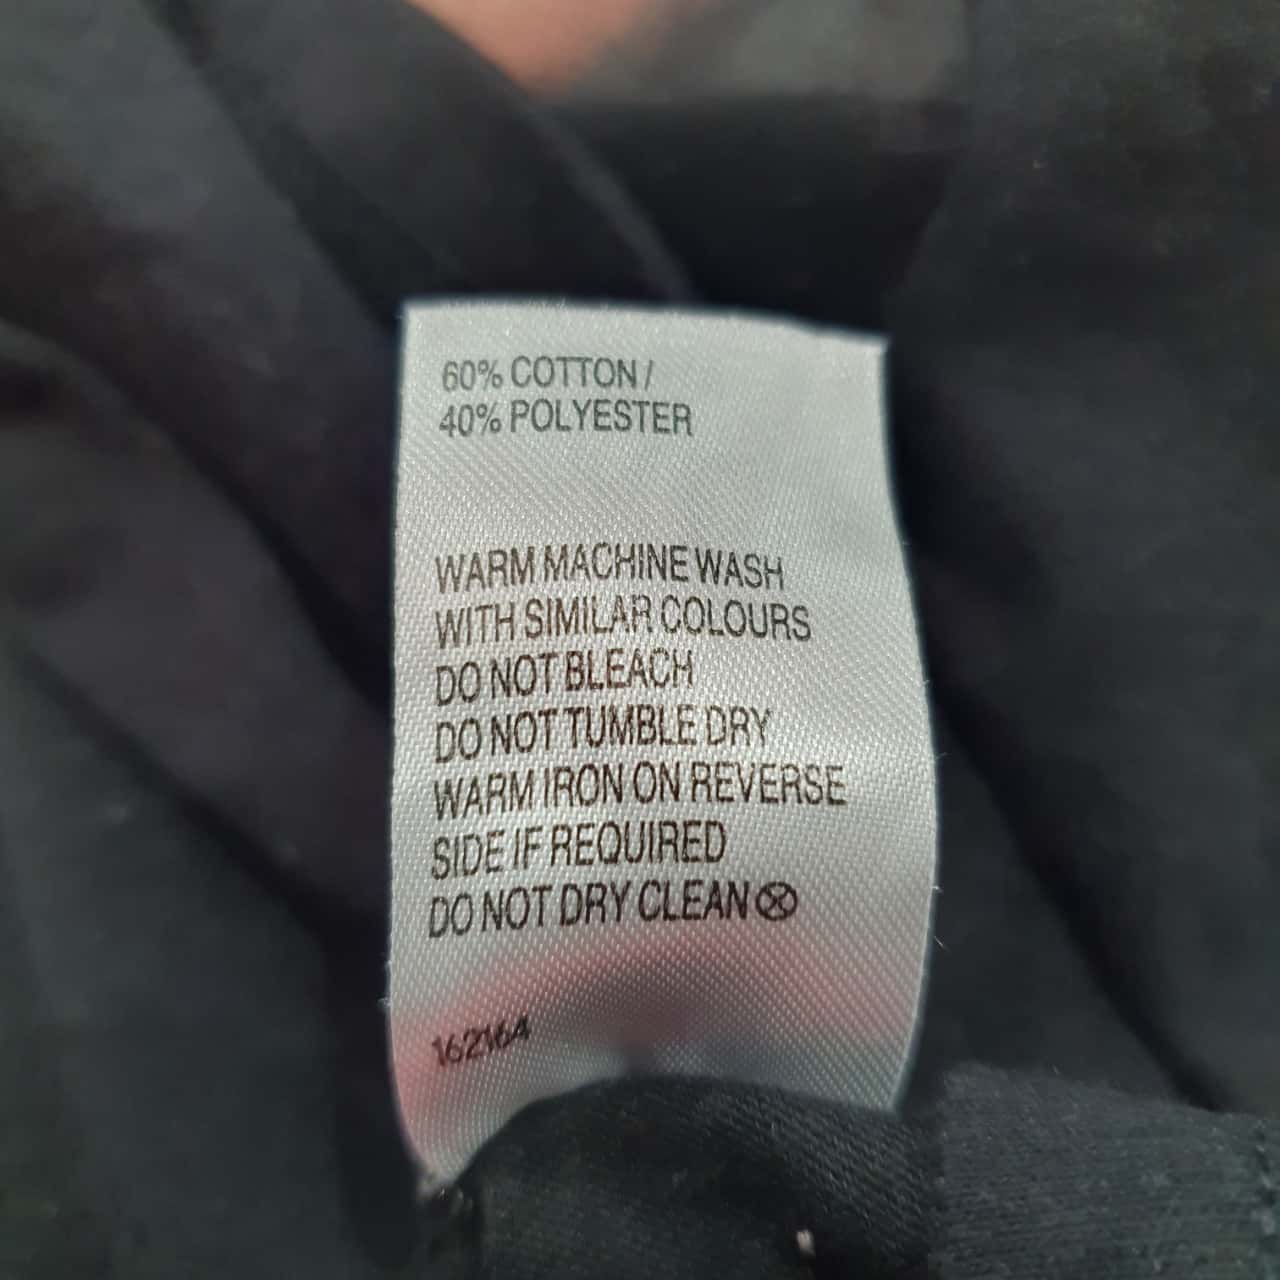 60% COTTON /
40% POLYESTER
WARM MACHINE WASH
WITH SIMILAR COLOURS
DO NOT BLEACH
DO NOT TUMBLE DRY
WARM IRON ON REVERSE
SIDE IF REQUIRED
DO NOT DRY CLEAN
162164